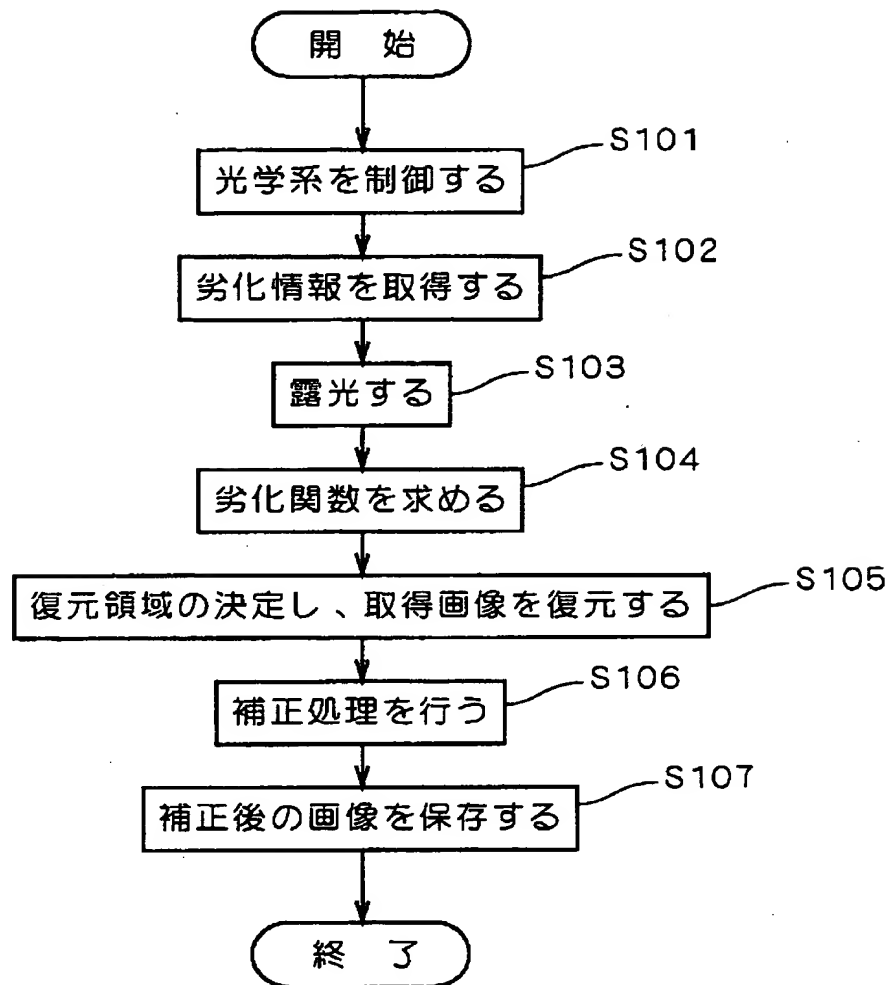 開 始
S101
光学系を制御する
S102
劣化情報を取得する
S103
露光する
S104
劣化関数を求める
S105
復元領域の決定し、取得画像を復元する
S106
補正処理を行う
S107
補正後の画像を保存する
終 了